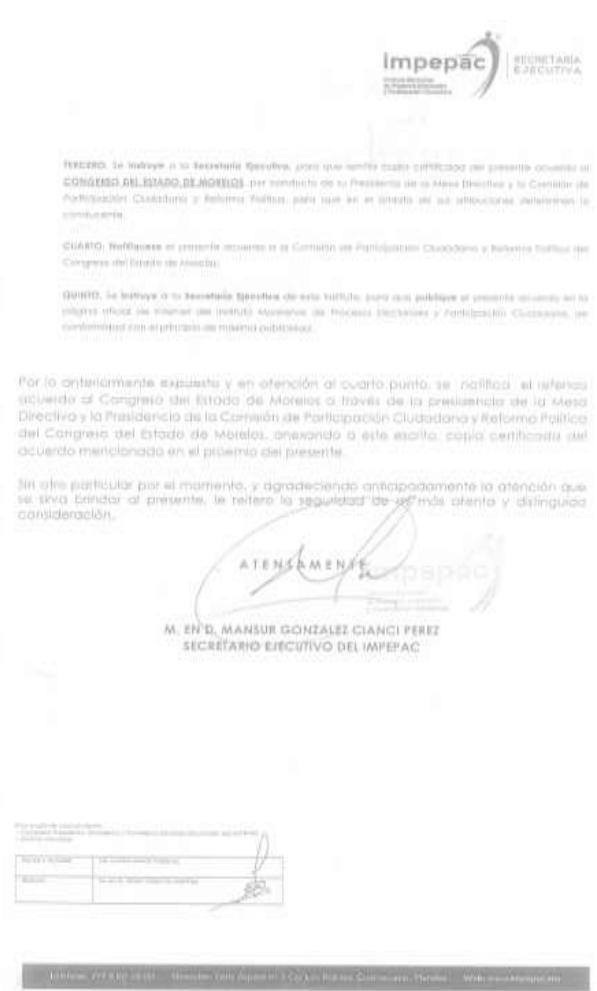 impepac
SECRETARÍA
EJECUTIVA
TERCERO. Se instruye a la Secretaría Ejecutiva, para que remita copia certificada del presente acuerdo al
CONGRESO DEL ESTADO DE MORELOS, por conducto de su Presidenta de la Mesa Directiva y la Comisión de
Participación Ciudadana y Reforma Política, para que en el ámbito de sus atribuciones determinen lo
conducente.
CUARTO. Notifíquese el presente acuerdo a la Comisión de Participación Ciudadana y Reforma Política del
Congreso del Estado de Morelos.
QUINTO. Se instruye a la Secretaría Ejecutiva de este Instituto, para que publique el presente acuerdo en la
página oficial de internet del Instituto Morelense de Procesos Electorales y Participación Ciudadana, de
conformidad con el principio de máxima publicidad.
Por lo anteriormente expuesto y en atención al cuarto punto, se notifica el referido
acuerdo al Congreso del Estado de Morelos a través de la presidencia de la Mesa
Directiva y la Presidencia de la Comisión de Participación Ciudadana y Reforma Política
del Congreso del Estado de Morelos, anexando a este escrito, copia certificada del
acuerdo mencionado en el proemio del presente.
Sin otro particular por el momento, y agradeciendo anticipadamente la atención que
se sirva brindar al presente, le reitero la seguridad de mi más atenta y distinguida
consideración.
ATENTAMENTE
impepac
M. EN D. MANSUR GONZALEZ CIANCI PEREZ
SECRETARIO EJECUTIVO DEL IMPEPAC